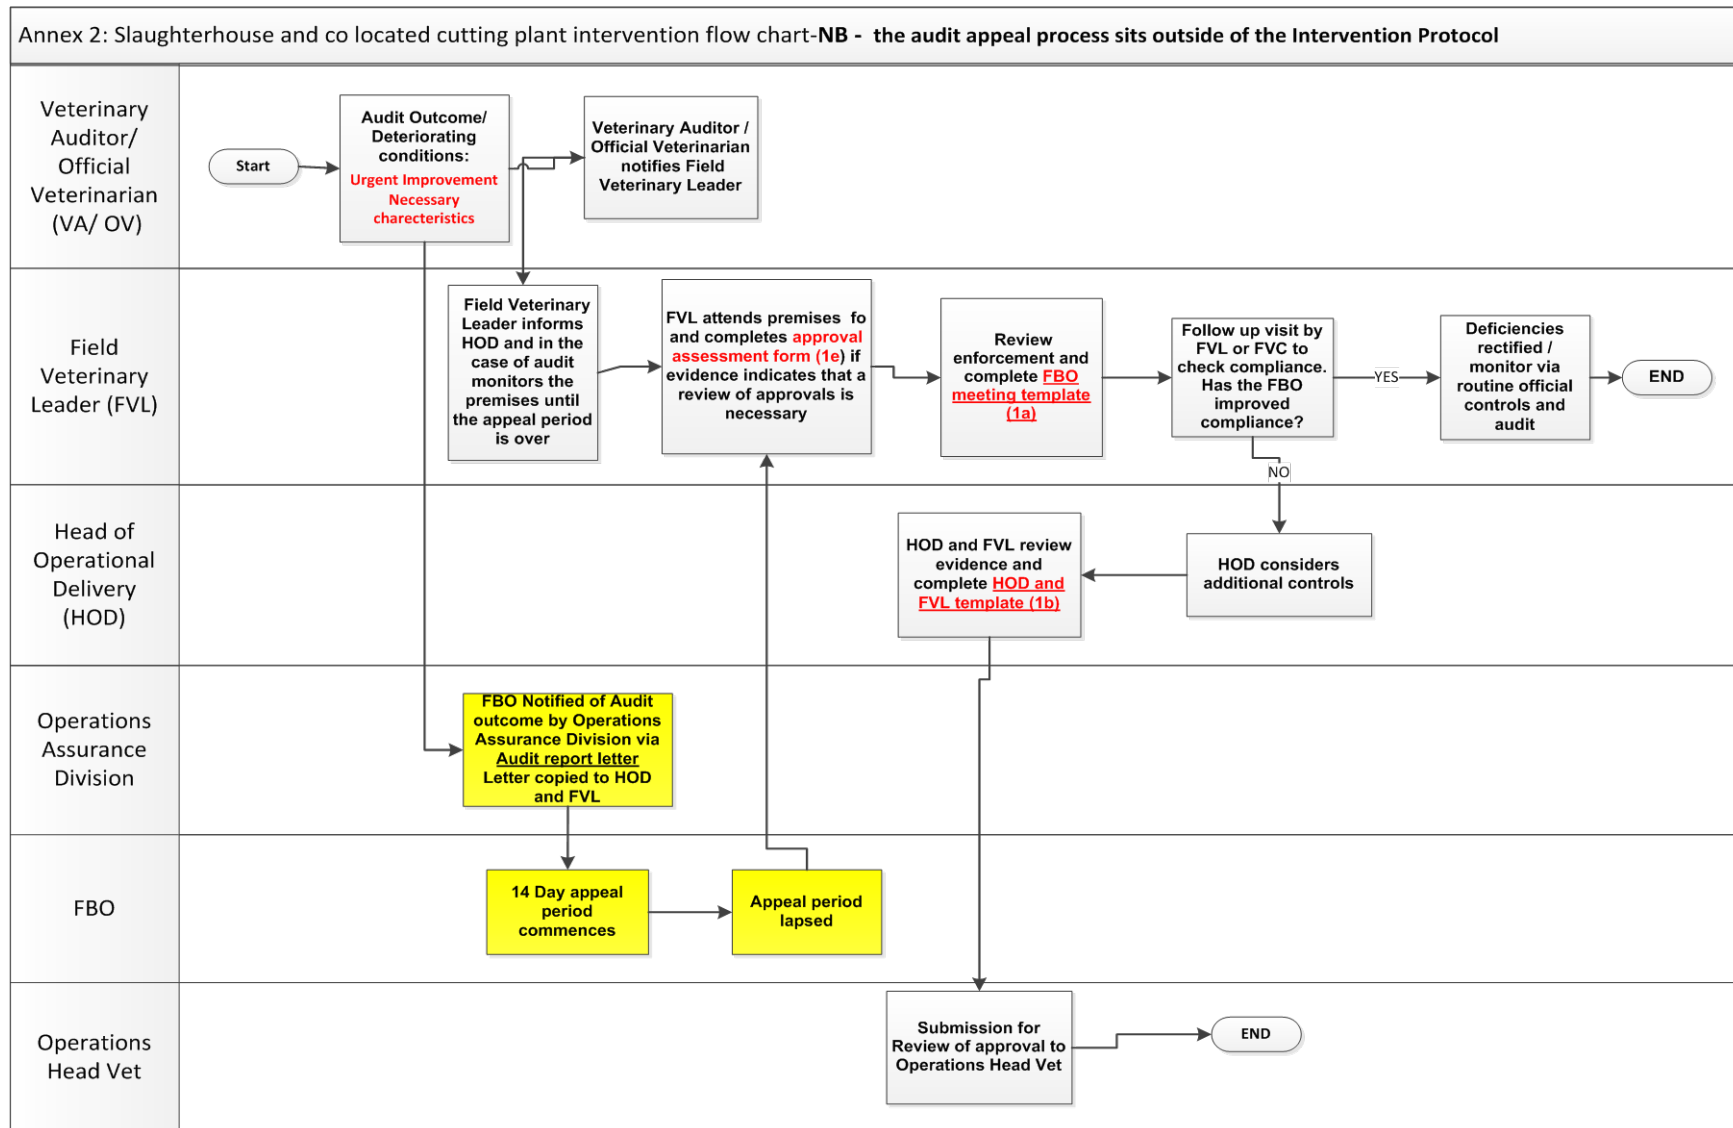 Annex 2: Slaughterhouse and co located cutting plant intervention flow chart-NB - the audit appeal process sits outside of the Intervention Protocol
Veterinary
Auditor/
Official
Veterinarian
(VA/ OV)
Start
Audit Outcome/
Deteriorating
conditions:
Urgent Improvement
Necessary
charecteristics
Veterinary Auditor /
Official Veterinarian
notifies Field
Veterinary Leader
Field
Veterinary
Leader (FVL)
Field Veterinary
Leader informs
HOD and in the
case of audit
monitors the
premises until
the appeal period
is over
FVL attends premises fo
and completes approval
assessment form (1e) if
evidence indicates that a
review of approvals is
necessary
Review
enforcement and
complete FBO
meeting template
(1a)
Follow up visit by
FVL or FVC to
check compliance.
Has the FBO
improved
compliance?
YES
Deficiencies
rectified /
monitor via
routine official
controls and
audit
END
NO
Head of
Operational
Delivery
(HOD)
HOD and FVL review
evidence and
complete HOD and
FVL template (1b)
HOD considers
additional controls
Operations
Assurance
Division
FBO Notified of Audit
outcome by Operations
Assurance Division via
Audit report letter
Letter copied to HOD
and FVL
FBO
14 Day appeal
period
commences
Appeal period
lapsed
Operations
Head Vet
Submission for
Review of approval to
Operations Head Vet
END